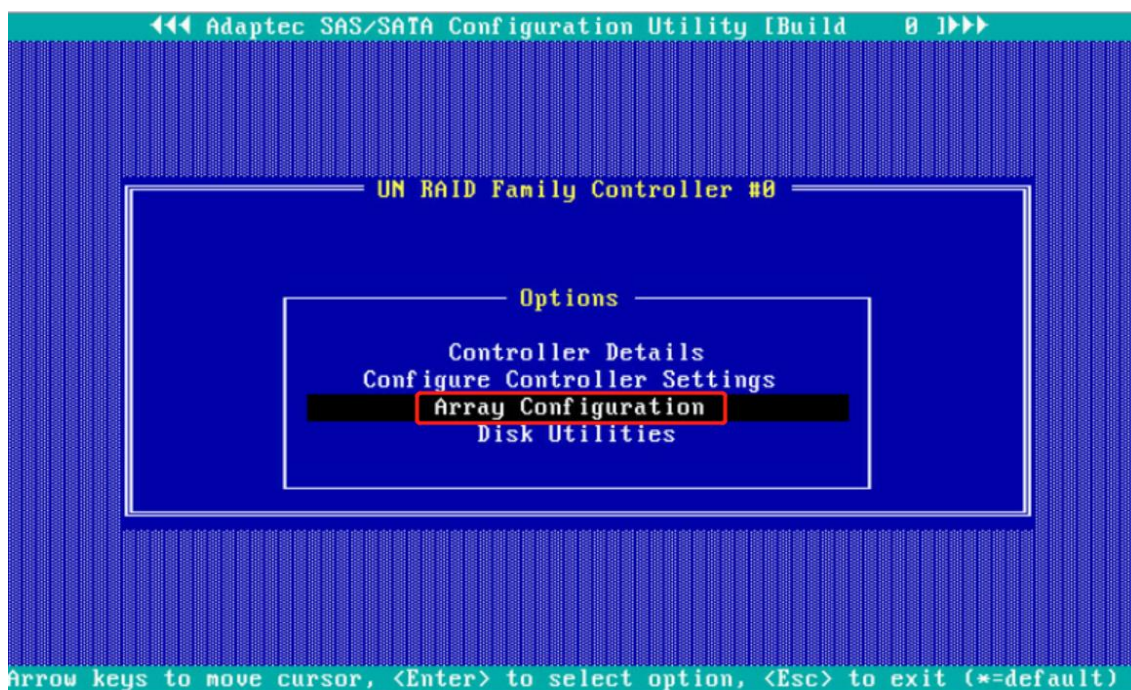 Adaptec SAS/SATA Configuration Utility [Build 0 ]
UN RAID Family Controller #0
Options
Controller Details
Configure Controller Settings
Array Configuration
Disk Utilities
Arrow keys to move cursor, <Enter> to select option, <Esc> to exit (*=default)